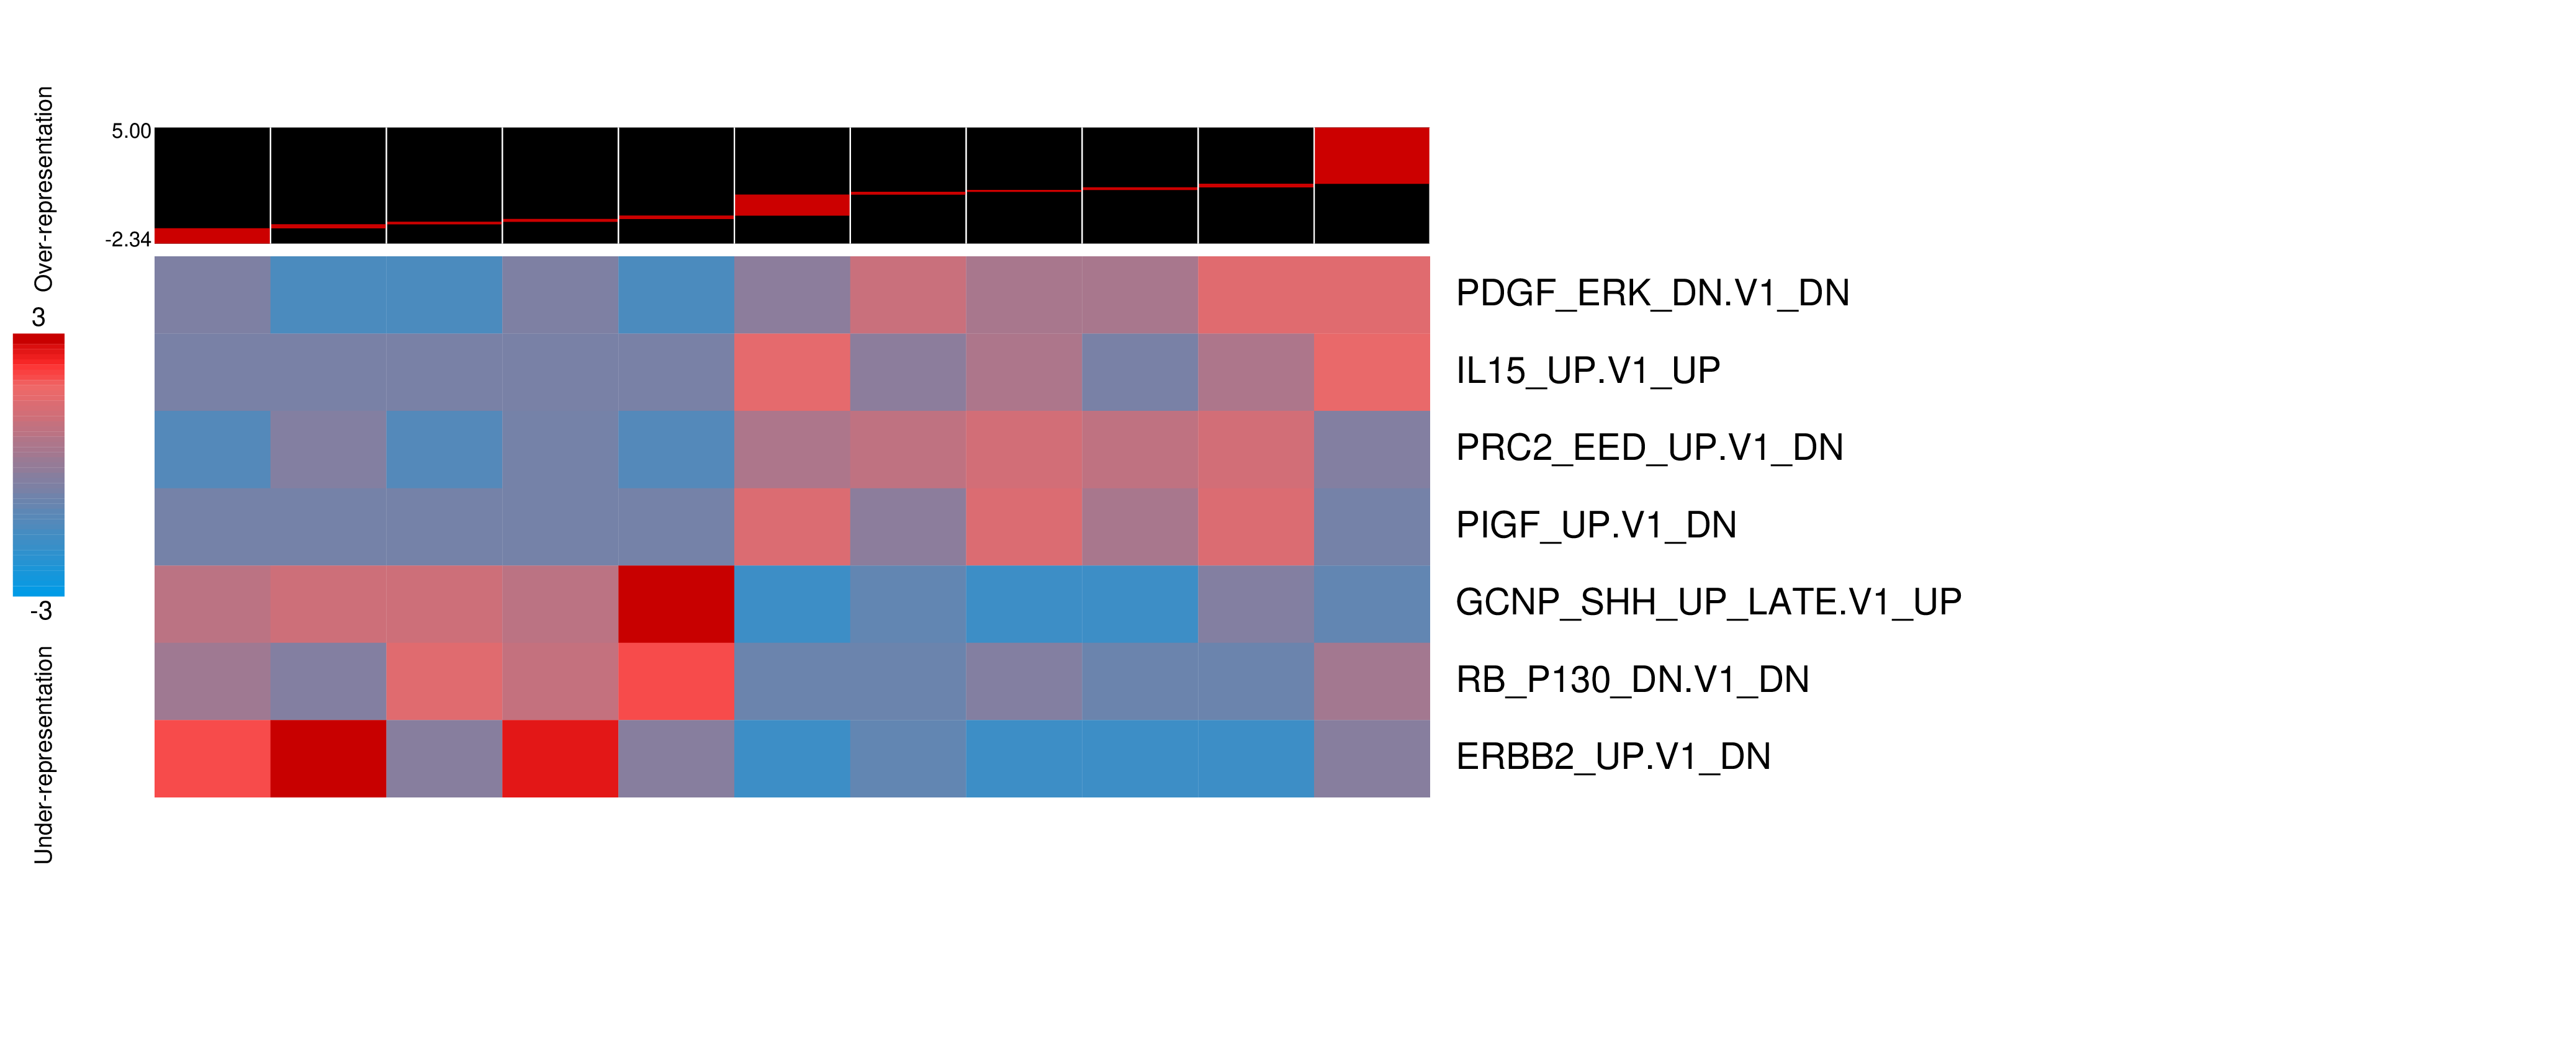 Over-representation
5.00
-2.34
3
-3
Under-representation
PDGF_ERK_DN.V1_DN
IL15_UP.V1_UP
PRC2_EED_UP.V1_DN
PIGF_UP.V1_DN
GCNP_SHH_UP_LATE.V1_UP
RB_P130_DN.V1_DN
ERBB2_UP.V1_DN